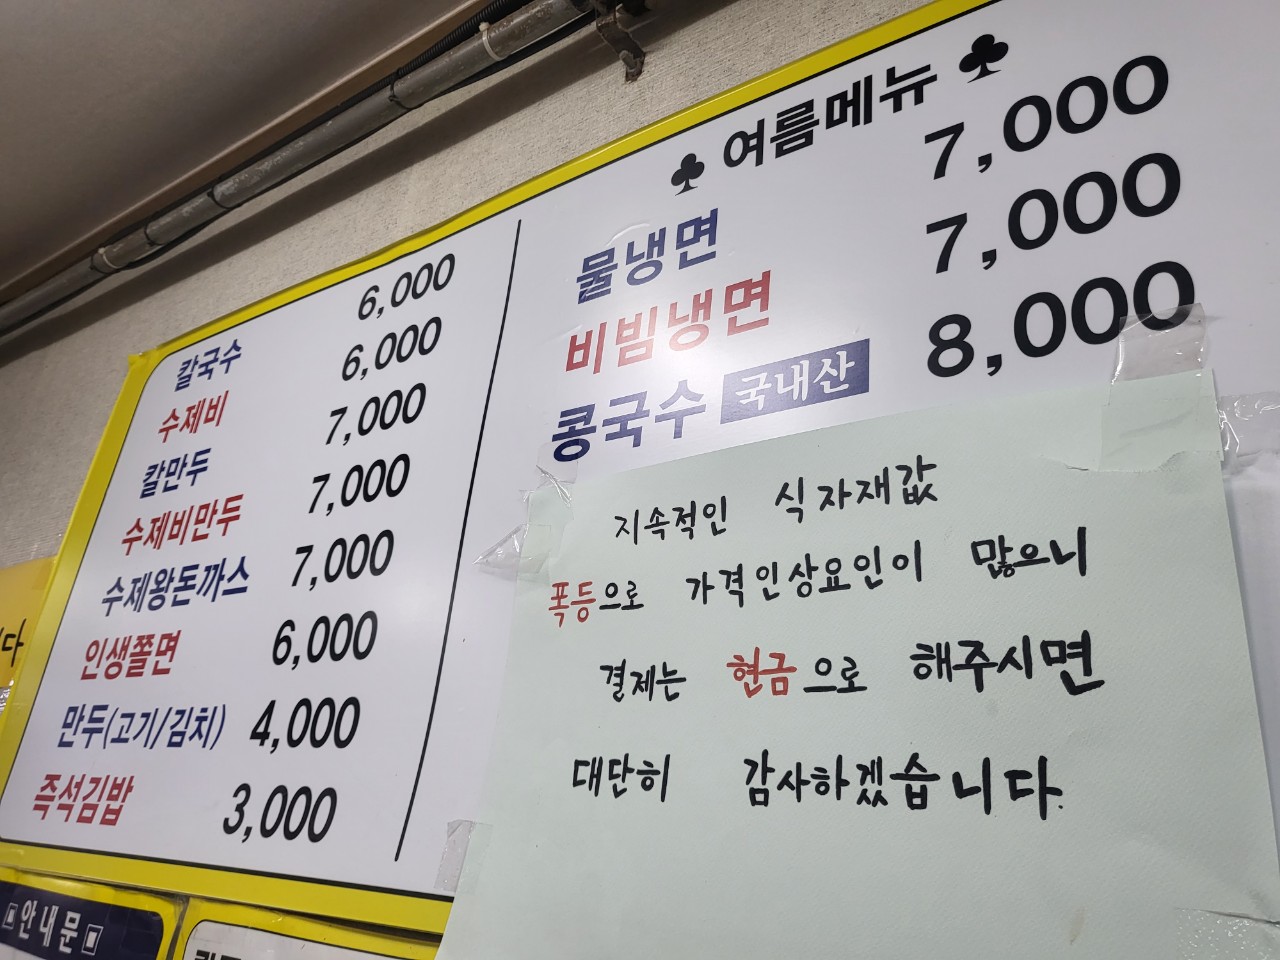 칼국수 6,000
수제비 6,000
칼만두 7,000
수제비만두 7,000
수제왕돈까스 7,000
인생쫄면 6,000
만두(고기/김치) 4,000
즉석김밥 3,000
♣ 여름메뉴 ♣
물냉면 7,000
비빔냉면 7,000
콩국수 국내산 8,000
지속적인 식자재값
폭등으로 가격인상요인이 많으니
결제는 현금으로 해주시면
대단히 감사하겠습니다.
다
▣안내문▣